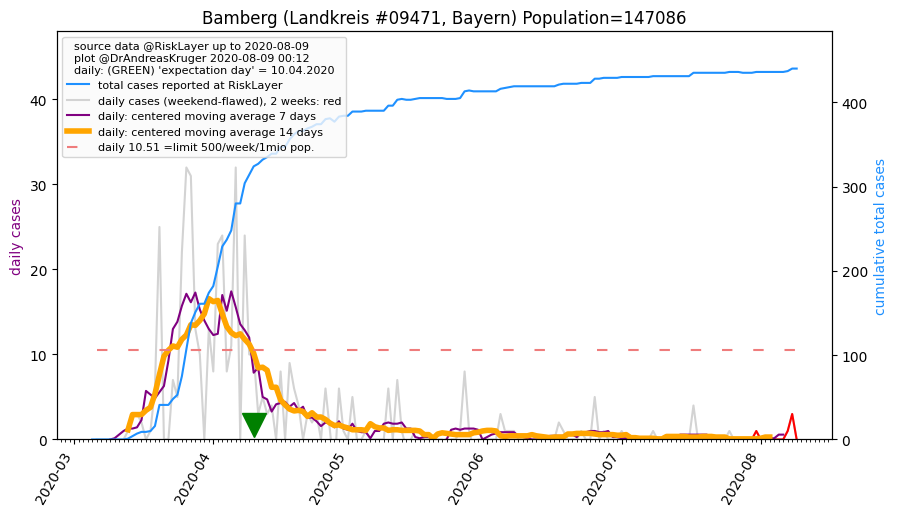 Bamberg (Landkreis #09471, Bayern) Population=147086
source data @RiskLayer up to 2020-08-09
plot @DrAndreasKruger 2020-08-09 00:12
daily: (GREEN) 'expectation day' = 10.04.2020
total cases reported at RiskLayer
daily cases (weekend-flawed), 2 weeks: red
daily: centered moving average 7 days
daily: centered moving average 14 days
daily 10.51 =limit 500/week/1mio pop.
daily cases
40
30
20
10
0
400
300
200
100
0
cumulative total cases
2020-03
2020-04
2020-05
2020-06
2020-07
2020-08